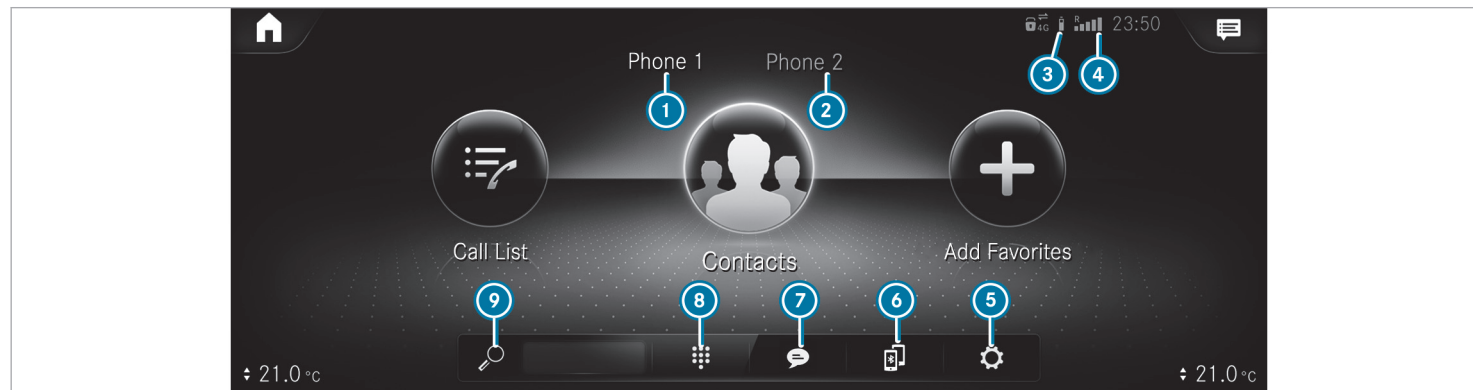 4G R 23:50
Phone 1 Phone 2
3 4
1 2
Call List Contacts Add Favorites
9 8 7 6 5
21.0 °C 21.0 °C